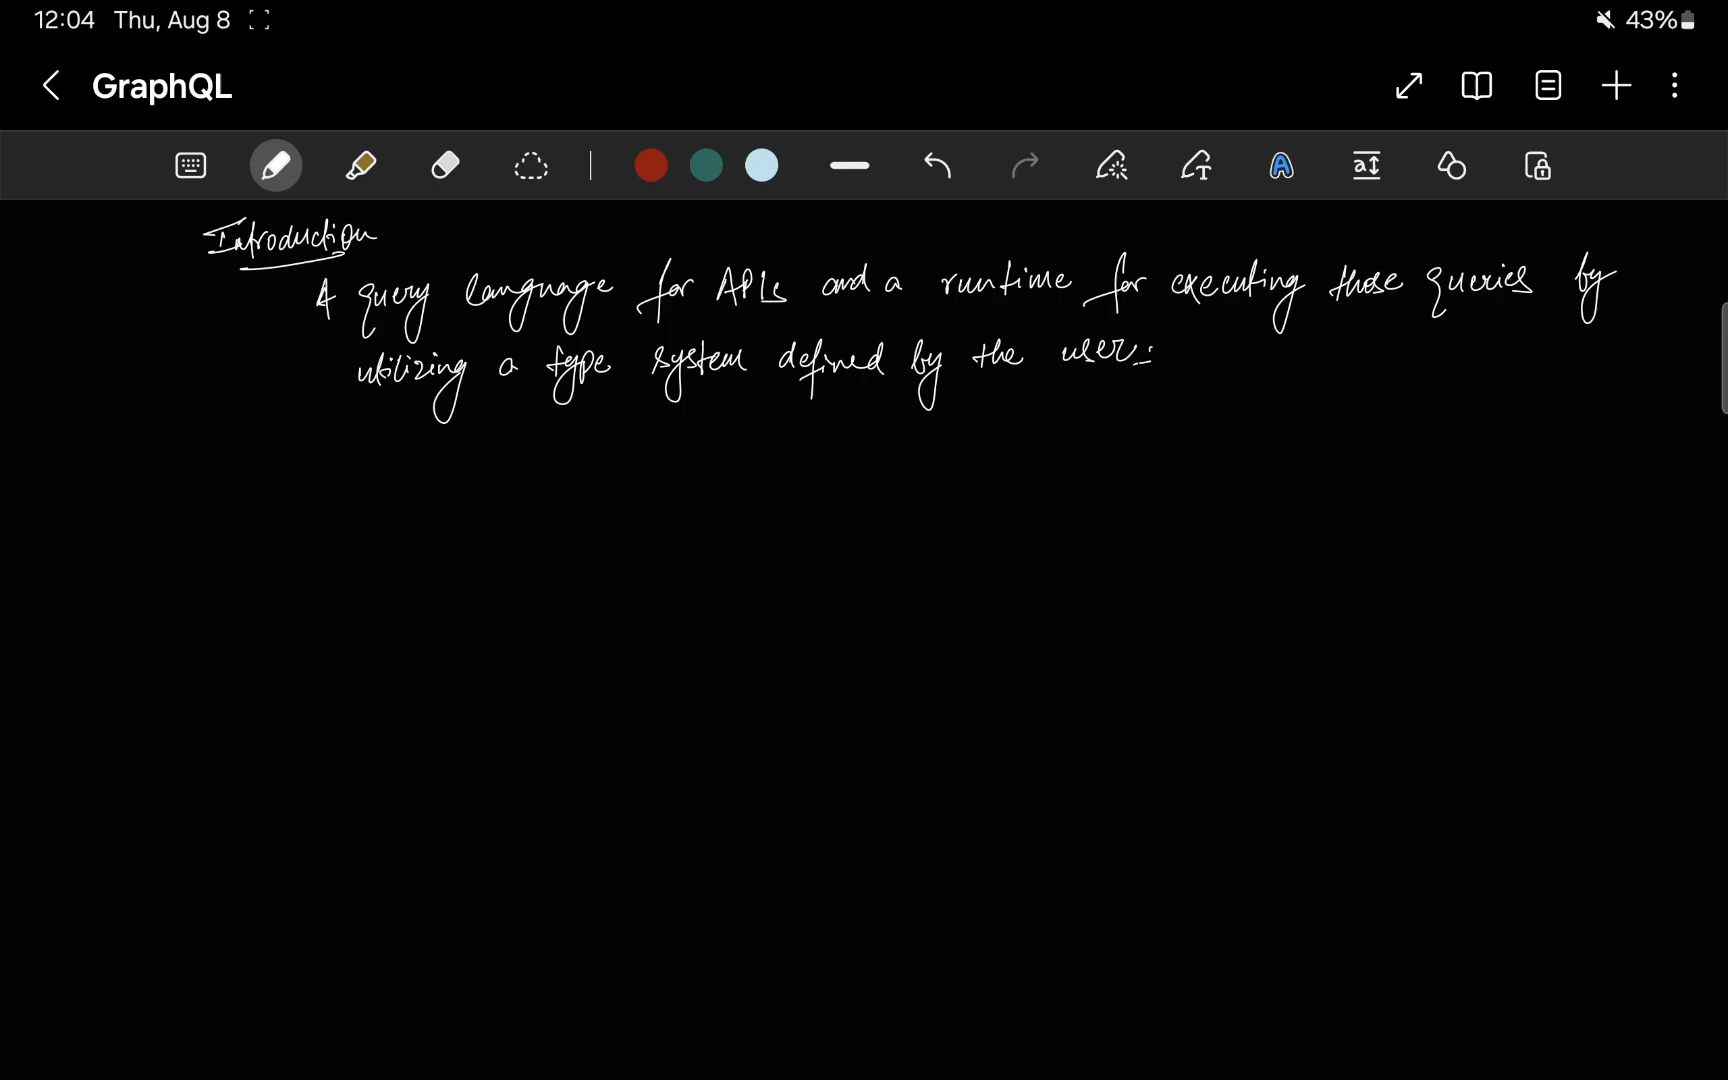 12:04 Thu, Aug 8 43%
GraphQL
Introduction
A query language for APIs and a runtime for executing those queries by
utilizing a type system defined by the user.